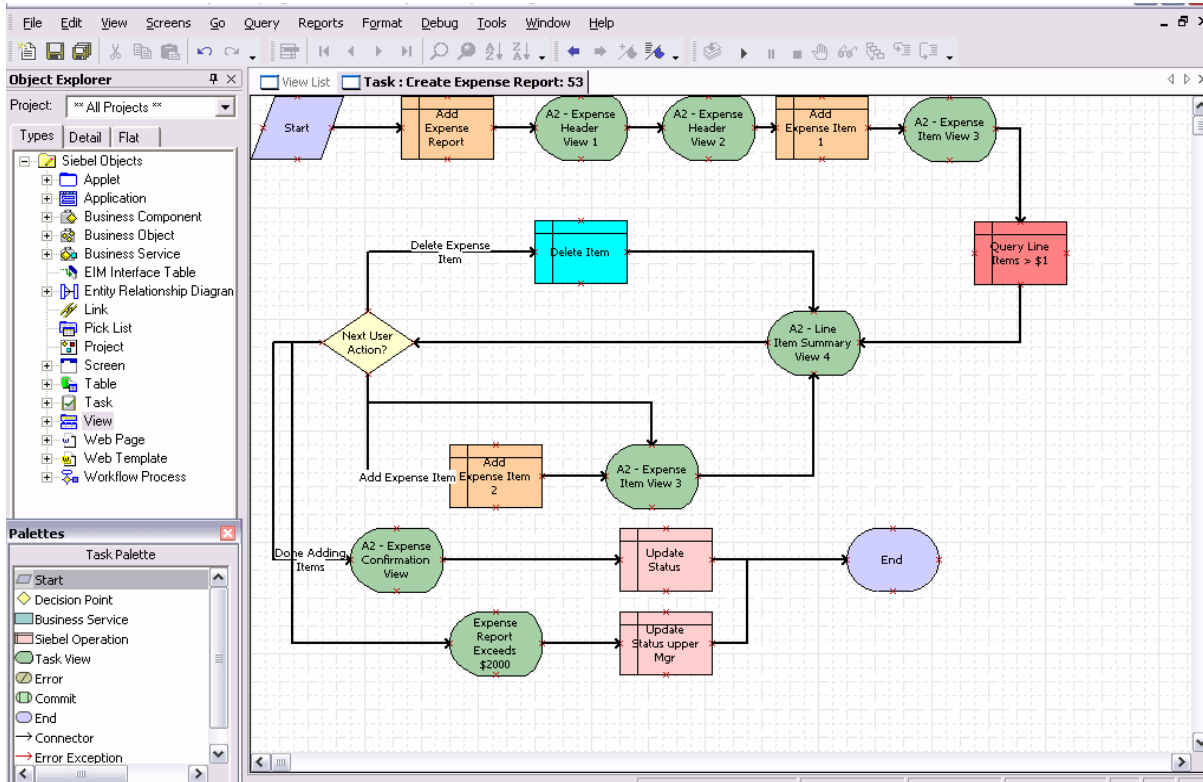 File Edit View Screens Go Query Reports Format Debug Tools Window Help
Object Explorer
Project: ** All Projects **
Types Detail Flat
Siebel Objects
Applet
Application
Business Component
Business Object
Business Service
EIM Interface Table
Entity Relationship Diagran
Link
Pick List
Project
Screen
Table
Task
View
Web Page
Web Template
Workflow Process
Palettes
Task Palette
Start
Decision Point
Business Service
Siebel Operation
Task View
Error
Commit
End
Connector
Error Exception
View List
Task : Create Expense Report: 53
Start
Add
Expense
Report
A2 - Expense
Header
View 1
A2 - Expense
Header
View 2
Add
Expense Item
1
A2 - Expense
Item View 3
Query Line
Items > $1
Delete Expense
Item
Delete Item
Next User
Action?
A2 - Line
Item Summary
View 4
Add Expense Item
Add
Expense Item
2
A2 - Expense
Item View 3
Done Adding
Items
A2 - Expense
Confirmation
View
Update
Status
End
Expense
Report
Exceeds
$2000
Update
Status upper
Mgr